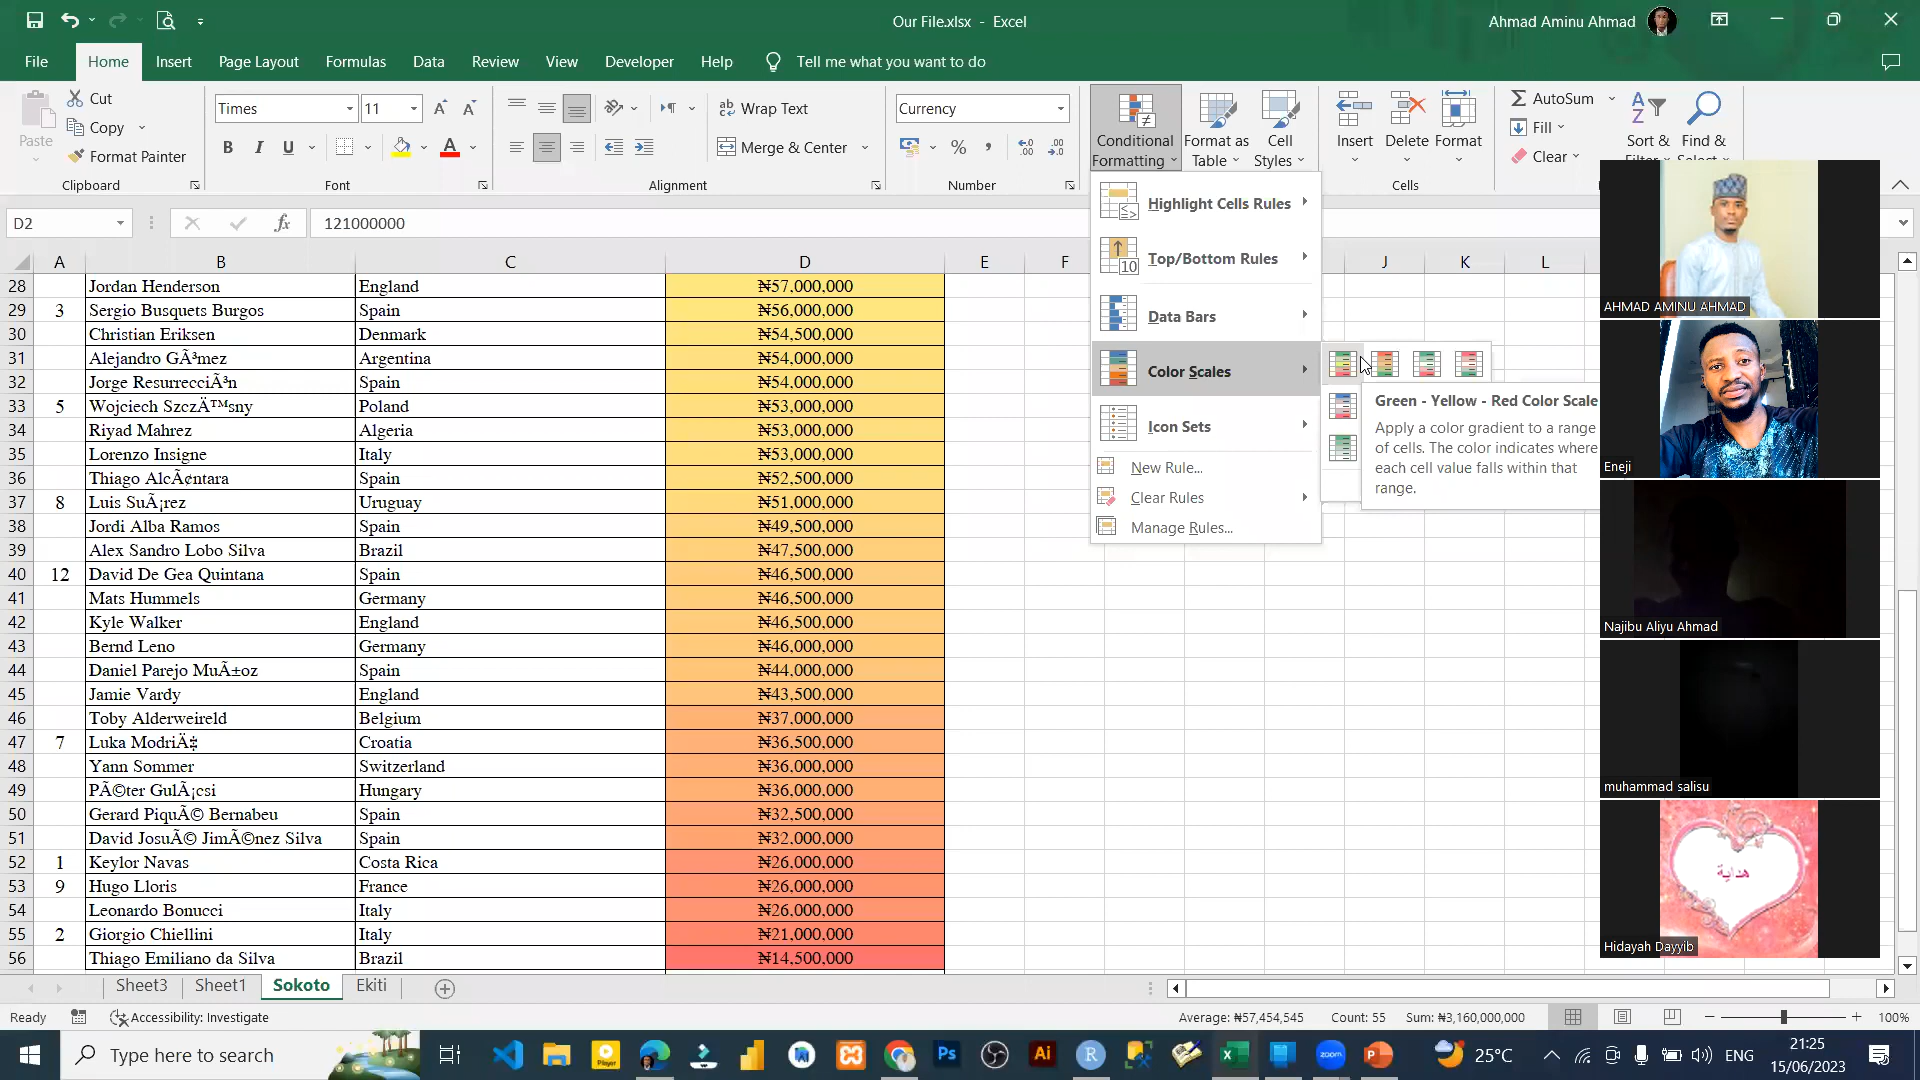 Our File.xlsx - Excel
Ahmad Aminu Ahmad
File Home Insert Page Layout Formulas Data Review View Developer Help Tell me what you want to do
Paste
Cut
Copy
Format Painter
Clipboard
Times 11
B I U
Font
Wrap Text
Merge & Center
Alignment
Currency
Number
Conditional Formatting
Format as Table
Cell Styles
Insert Delete Format
Cells
AutoSum
Fill
Clear
Sort &
Find &
D2
121000000
A B C D E F J K L
28 Jordan Henderson England ₦57,000,000
29 3 Sergio Busquets Burgos Spain ₦56,000,000
30 Christian Eriksen Denmark ₦54,500,000
31 Alejandro GÃ³mez Argentina ₦54,000,000
32 Jorge ResurrecciÃ³n Spain ₦54,000,000
33 5 Wojciech SzczÄ™sny Poland ₦53,000,000
34 Riyad Mahrez Algeria ₦53,000,000
35 Lorenzo Insigne Italy ₦53,000,000
36 Thiago AlcÃ¢ntara Spain ₦52,500,000
37 8 Luis SuÃ¡rez Uruguay ₦51,000,000
38 Jordi Alba Ramos Spain ₦49,500,000
39 Alex Sandro Lobo Silva Brazil ₦47,500,000
40 12 David De Gea Quintana Spain ₦46,500,000
41 Mats Hummels Germany ₦46,500,000
42 Kyle Walker England ₦46,500,000
43 Bernd Leno Germany ₦46,000,000
44 Daniel Parejo MuÃ±oz Spain ₦44,000,000
45 Jamie Vardy England ₦43,500,000
46 Toby Alderweireld Belgium ₦37,000,000
47 7 Luka ModriÄ‡ Croatia ₦36,500,000
48 Yann Sommer Switzerland ₦36,000,000
49 PÃ©ter GulÃ¡csi Hungary ₦36,000,000
50 Gerard PiquÃ© Bernabeu Spain ₦32,500,000
51 David JosuÃ© JimÃ©nez Silva Spain ₦32,000,000
52 1 Keylor Navas Costa Rica ₦26,000,000
53 9 Hugo Lloris France ₦26,000,000
54 Leonardo Bonucci Italy ₦26,000,000
55 2 Giorgio Chiellini Italy ₦21,000,000
56 Thiago Emiliano da Silva Brazil ₦14,500,000
Highlight Cells Rules
Top/Bottom Rules
Data Bars
Color Scales
Icon Sets
New Rule...
Clear Rules
Manage Rules...
Green - Yellow - Red Color Scale
Apply a color gradient to a range
of cells. The color indicates where
each cell value falls within that
range.
AHMAD AMINU AHMAD
Eneji
Najibu Aliyu Ahmad
muhammad salisu
هداية
Hidayah Dayyib
Sheet3 Sheet1 Sokoto Ekiti
Ready Accessibility: Investigate Average: ₦57,454,545 Count: 55 Sum: ₦3,160,000,000 100%
Type here to search
25°C ENG
21:25
15/06/2023